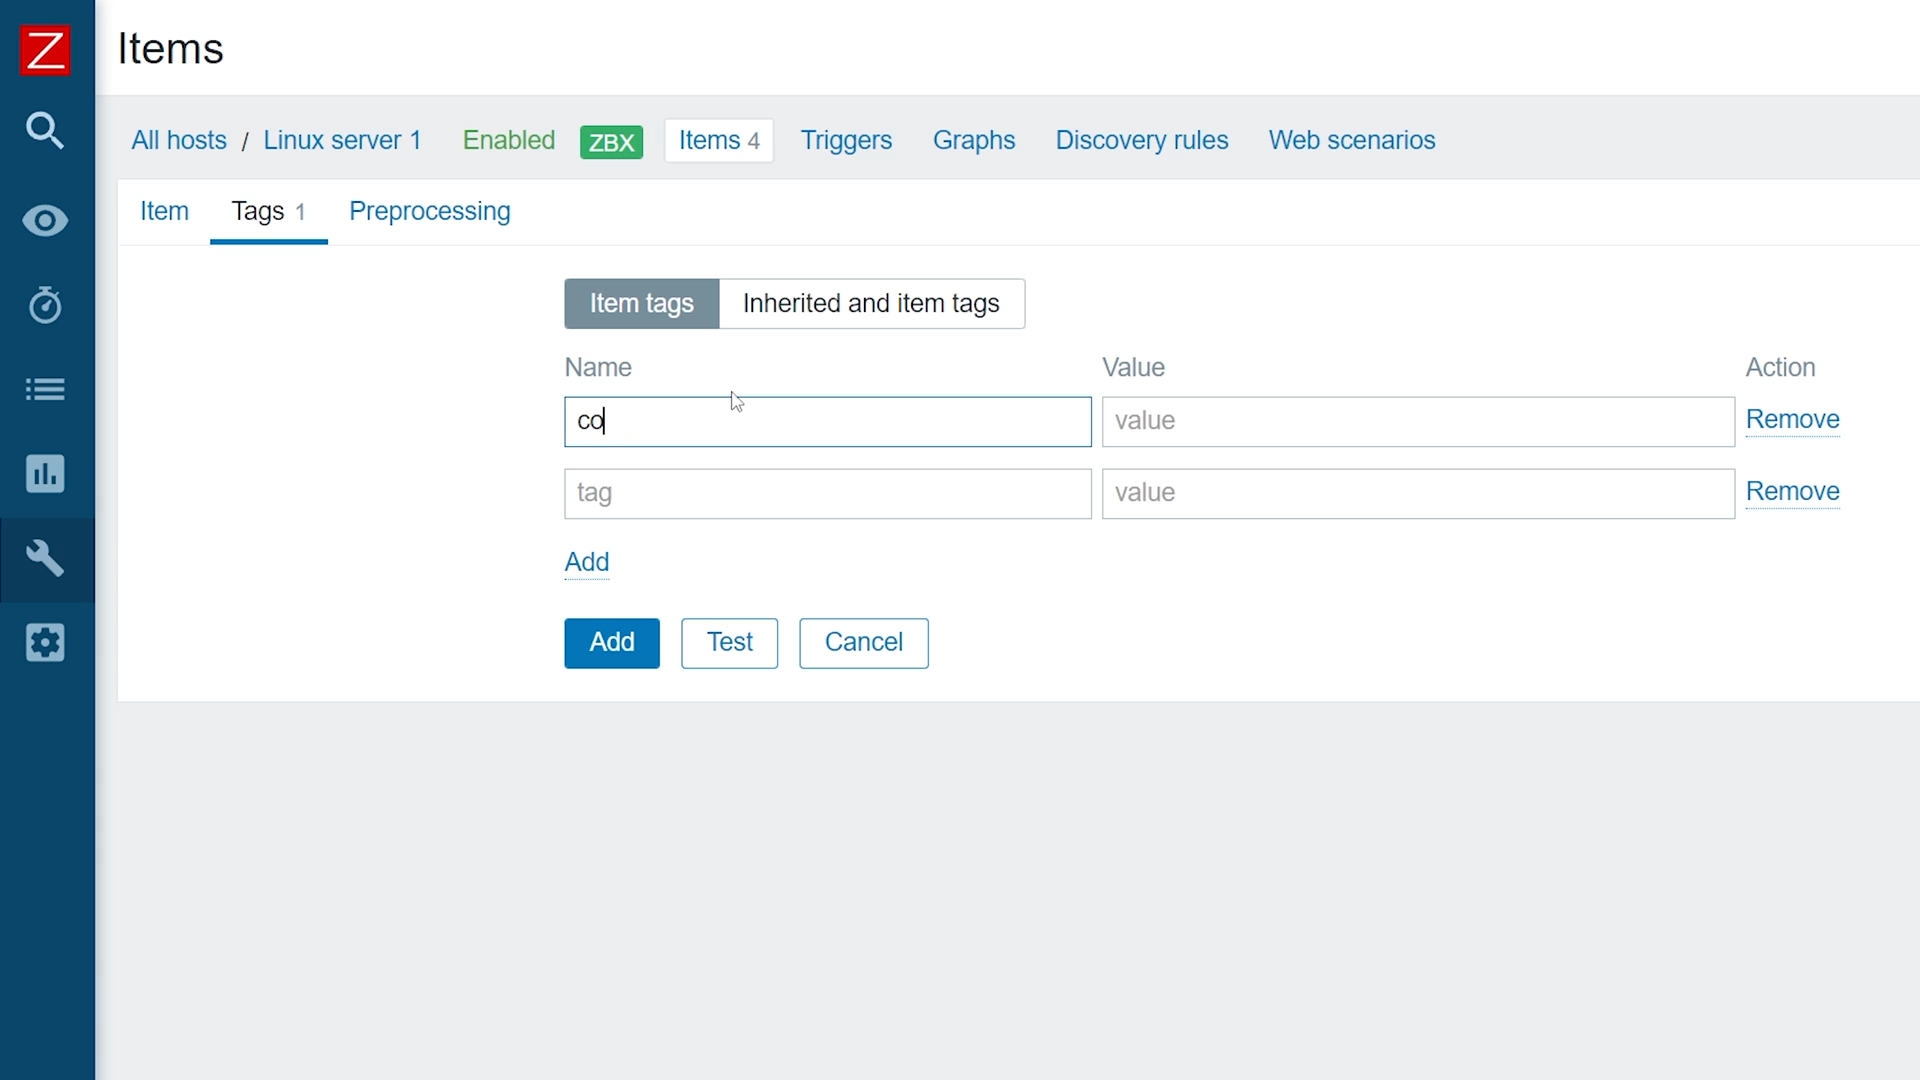 Z
Items
All hosts / Linux server 1 Enabled ZBX Items 4 Triggers Graphs Discovery rules Web scenarios
Item Tags 1 Preprocessing
Item tags Inherited and item tags
Name Value Action
co value Remove
tag value Remove
Add
Add Test Cancel